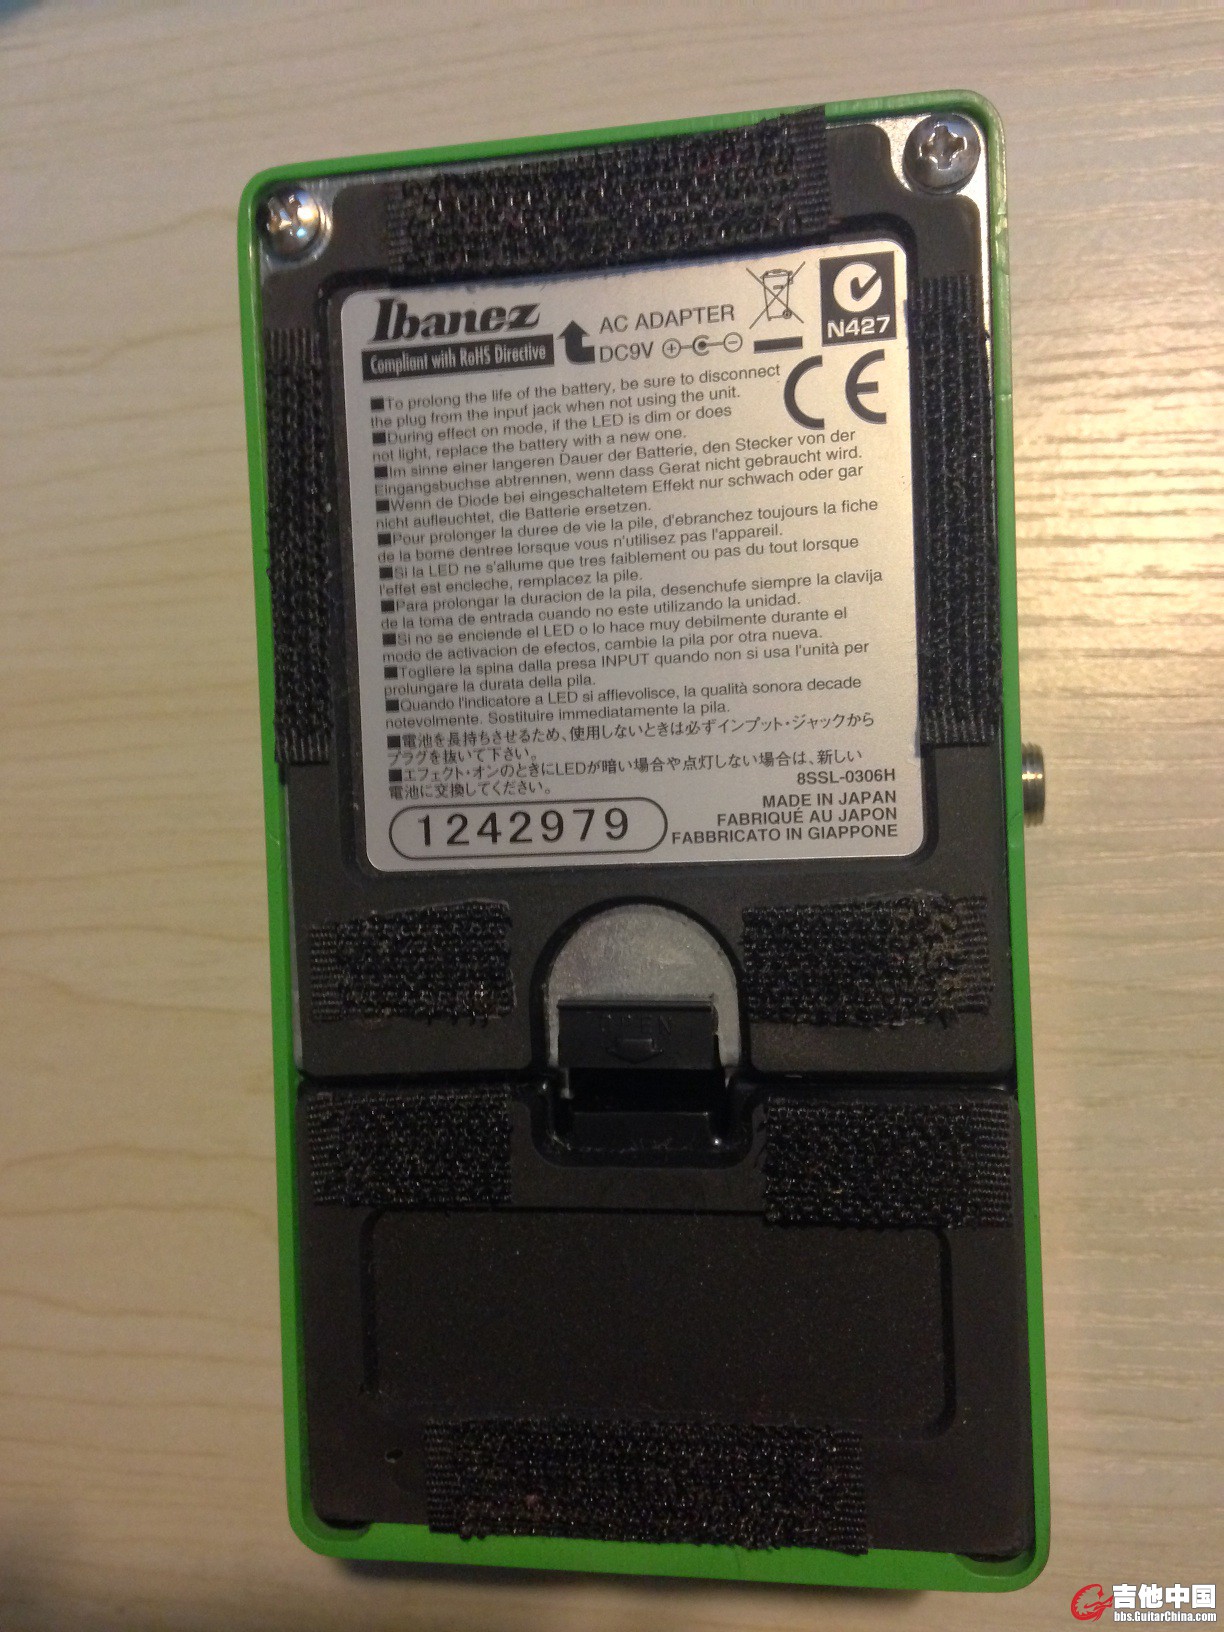 Ibanez
Compliant with RoHS Directive
AC ADAPTER
DC9V
N427
CE
■To prolong the life of the battery, be sure to disconnect
the plug from the input jack when not using the unit.
■During effect on mode, if the LED is dim or does
not light, replace the battery with a new one.
■Im sinne einer langeren Dauer der Batterie, den Stecker von der
Eingangsbuchse abtrennen, wenn dass Gerat nicht gebraucht wird.
■Wenn de Diode bei eingeschaltetem Effekt nur schwach oder gar
nicht aufleuchtet, die Batterie ersetzen.
■Pour prolonger la duree de vie la pile, d'ebranchez toujours la fiche
de la bome dentree lorsque vous n'utilisez pas l'appareil.
■Si la LED ne s'allume que tres faiblement ou pas du tout lorsque
l'effet est encleche, remplacez la pile.
■Para prolongar la duracion de la pila, desenchufe siempre la clavija
de la toma de entrada cuando no este utilizando la unidad.
■Si no se enciende el LED o lo hace muy debilmente durante el
modo de activacion de efectos, cambie la pila por otra nueva.
■Togliere la spina dalla presa INPUT quando non si usa l'unità per
prolungare la durata della pila.
■Quando l'indicatore a LED si affievolisce, la qualità sonora decade
notevolmente. Sostituire immediatamente la pila.
■電池を長持ちさせるため、使用しないときは必ずインプット・ジャックから
プラグを抜いて下さい。
■エフェクト・オンのときにLEDが暗い場合や点灯しない場合は、新しい
電池に交換してください。
8SSL-0306H
MADE IN JAPAN
FABRIQUÉ AU JAPON
FABBRICATO IN GIAPPONE
1242979
OPEN
吉他中国
bbs.GuitarChina.com